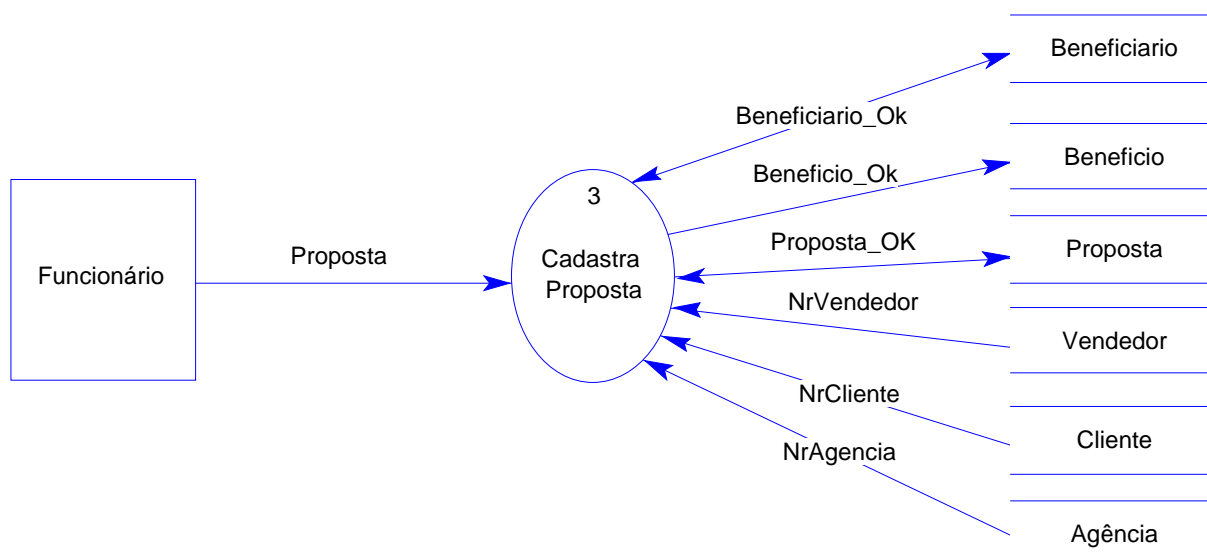 Beneficiario
Beneficiario_Ok
Beneficio
Beneficio_Ok
3
Proposta_OK
Proposta
Proposta
Cadastra
Proposta
Funcionário
NrVendedor
Vendedor
NrCliente
Cliente
NrAgencia
Agência